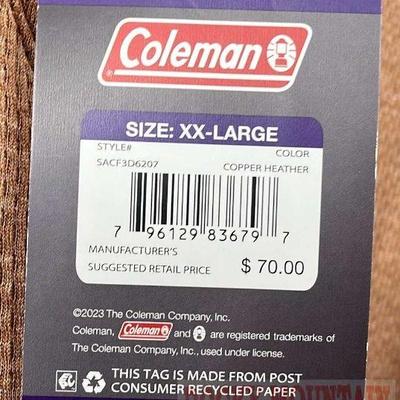 Coleman
SIZE: XX-LARGE
STYLE# COLOR
SACF3D6207 COPPER HEATHER
7 96129 83679 7
MANUFACTURER'S
SUGGESTED RETAIL PRICE $ 70.00
©2023 The Coleman Company, Inc.
Coleman, Coleman and are registered trademarks of
The Coleman Company, Inc., used under license.
THIS TAG IS MADE FROM POST
CONSUMER RECYCLED PAPER